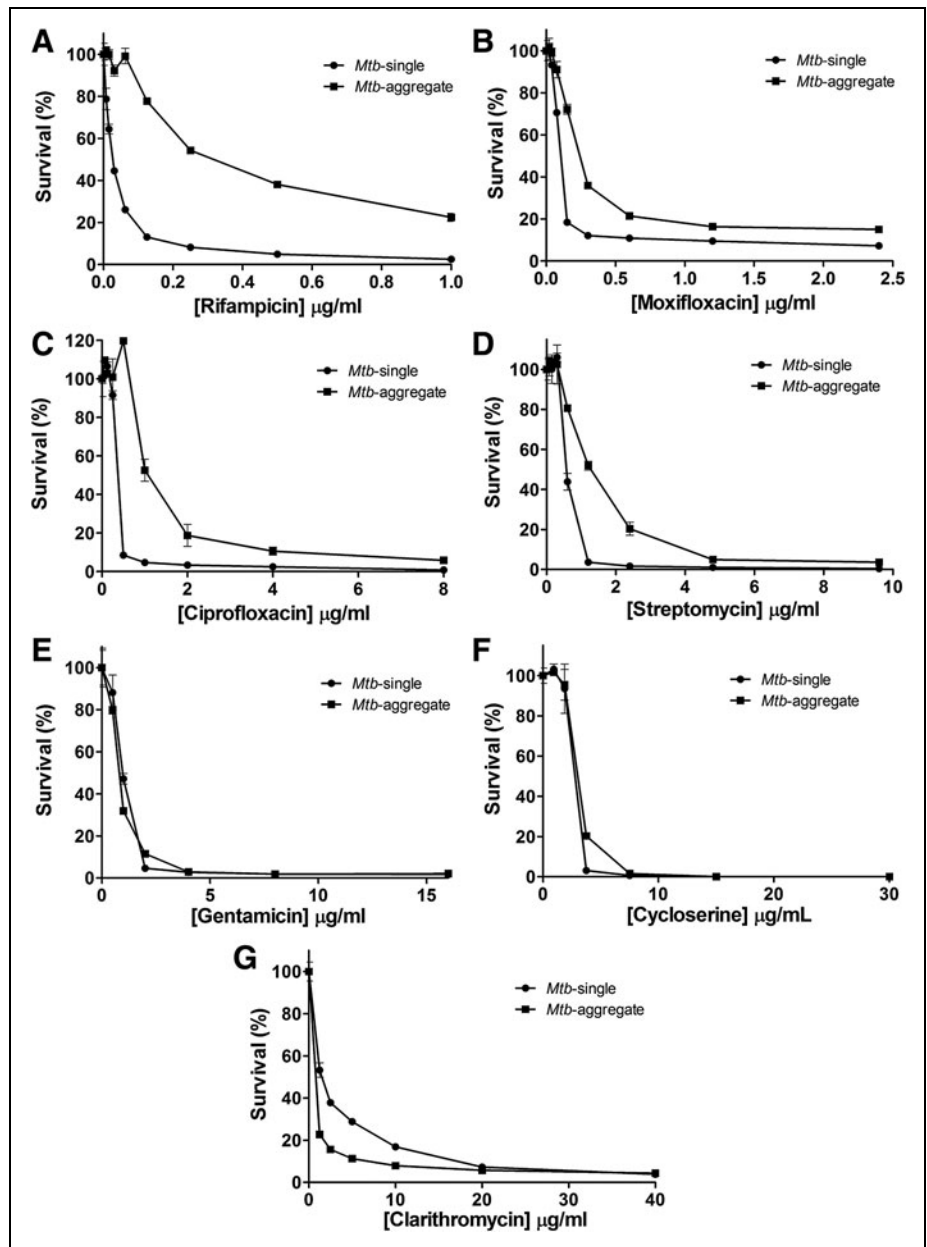 A
100
80
60
40
20
0
Survival (%)
Mtb-single
Mtb-aggregate
0.0 0.2 0.4 0.6 0.8 1.0
[Rifampicin] μg/ml
B
100
80
60
40
20
0
Survival (%)
Mtb-single
Mtb-aggregate
0.0 0.5 1.0 1.5 2.0 2.5
[Moxifloxacin] μg/ml
C
120
100
80
60
40
20
0
Survival (%)
Mtb-single
Mtb-aggregate
0 2 4 6 8
[Ciprofloxacin] μg/ml
D
100
80
60
40
20
0
Survival (%)
Mtb-single
Mtb-aggregate
0 2 4 6 8 10
[Streptomycin] μg/ml
E
100
80
60
40
20
0
Survival (%)
Mtb-single
Mtb-aggregate
0 5 10 15
[Gentamicin] μg/ml
F
100
80
60
40
20
0
Survival (%)
Mtb-single
Mtb-aggregate
0 10 20 30
[Cycloserine] μg/mL
G
100
80
60
40
20
0
Survival (%)
Mtb-single
Mtb-aggregate
0 10 20 30 40
[Clarithromycin] μg/ml